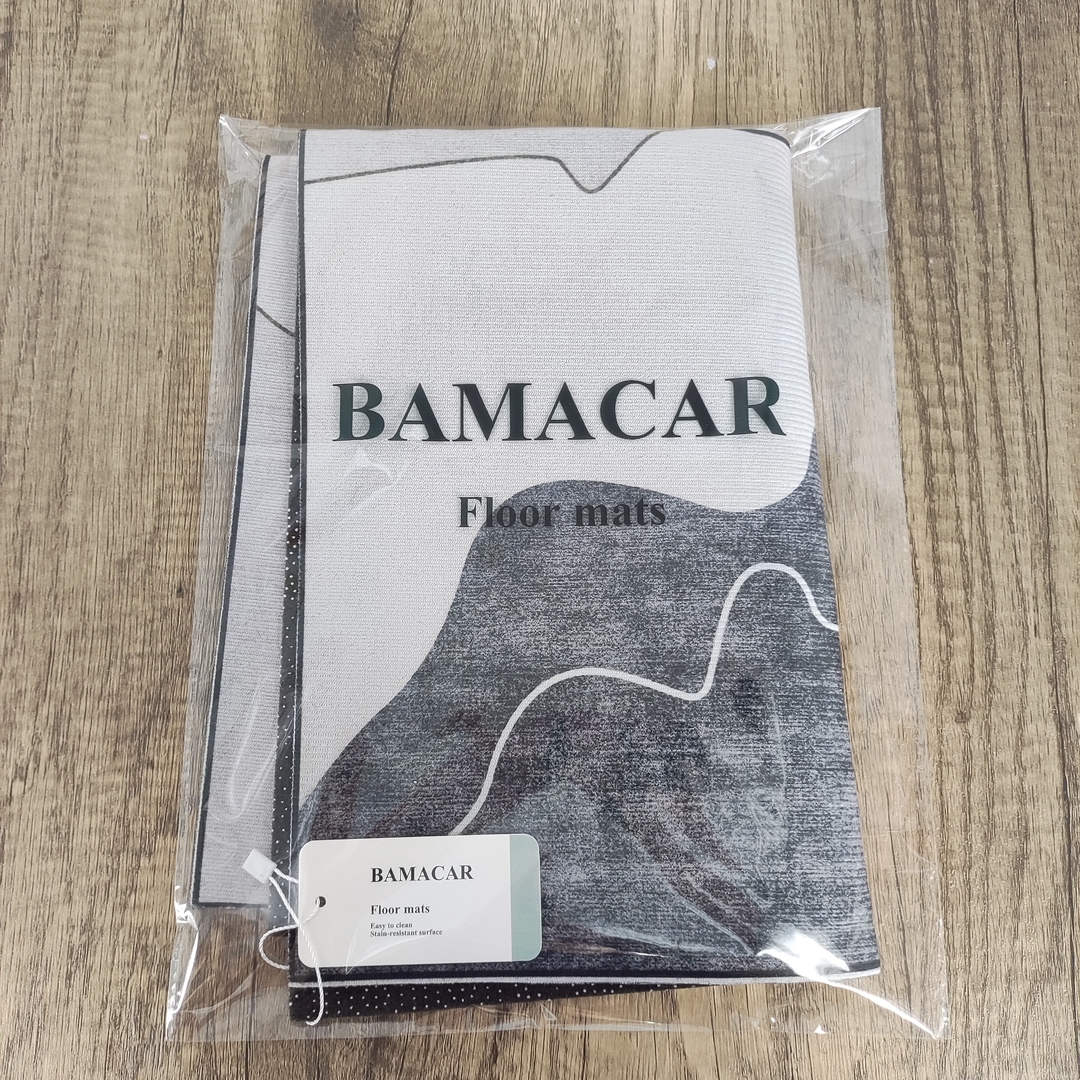 BAMACAR
Floor mats
BAMACAR
Floor mats
Easy to clean
Stain-resistant surface